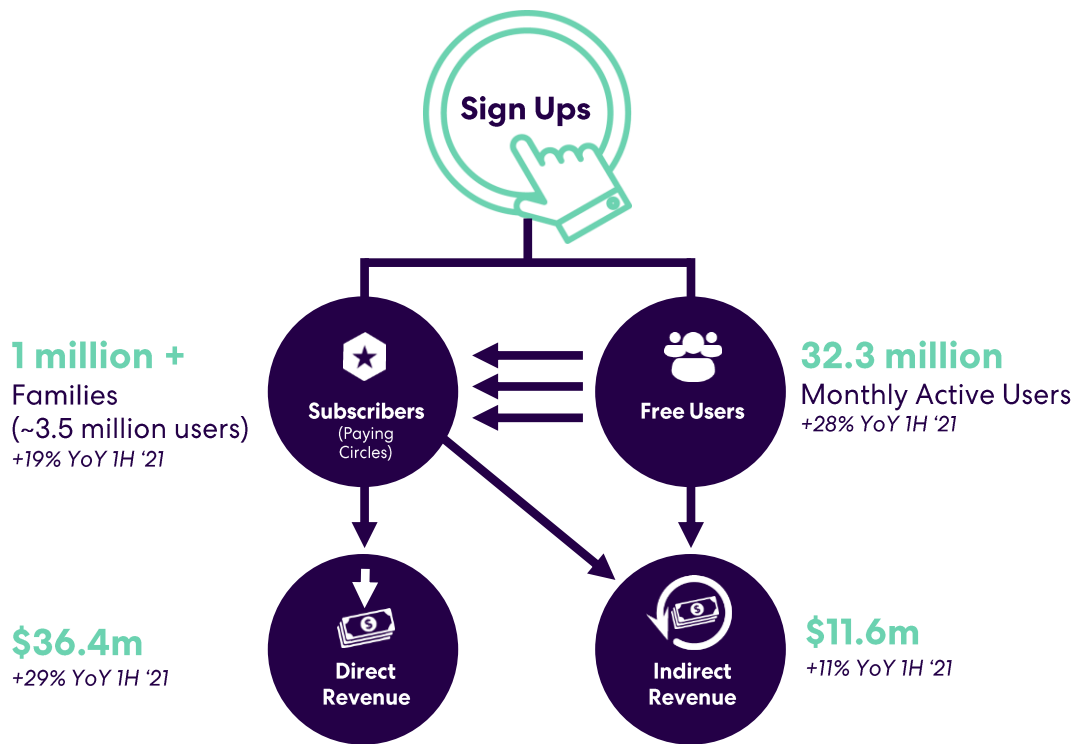 Sign Ups
1 million +
Families
(~3.5 million users)
+19% YoY 1H ‘21
Subscribers
(Paying
Circles)
Free Users
32.3 million
Monthly Active Users
+28% YoY 1H ‘21
$36.4m
+29% YoY 1H ‘21
Direct
Revenue
Indirect
Revenue
$11.6m
+11% YoY 1H ‘21